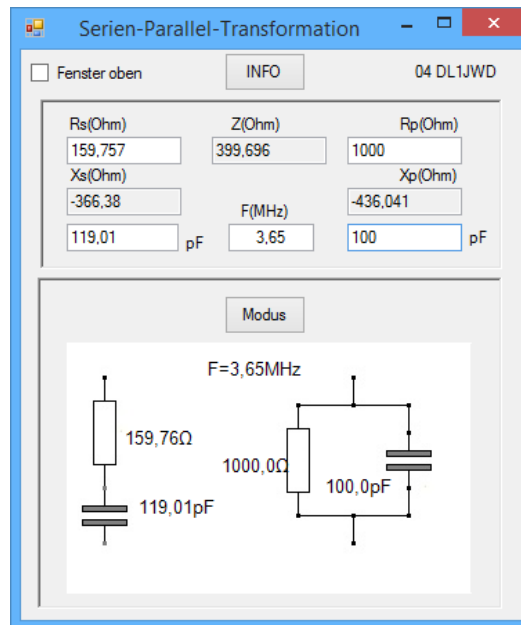 Serien-Parallel-Transformation
Fenster oben INFO 04 DL1JWD
Rs(Ohm) Z(Ohm) Rp(Ohm)
159,757 399,696 1000
Xs(Ohm) Xp(Ohm)
-366,38 F(MHz) -436,041
119,01 pF 3,65 100 pF
Modus
F=3,65MHz
159,76Ω
1000,0Ω
100,0pF
119,01pF